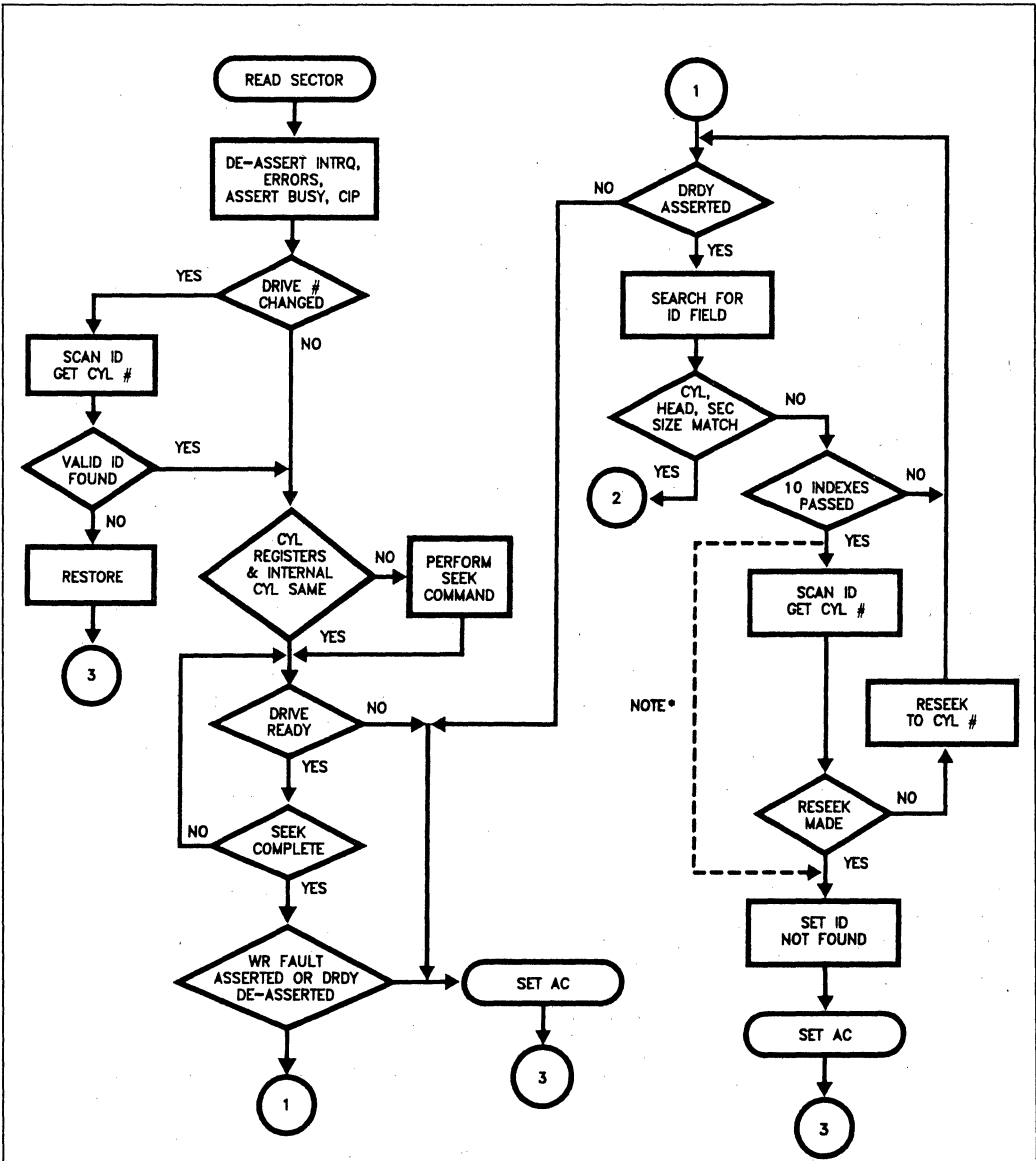 READ SECTOR
DE-ASSERT INTRQ,
ERRORS,
ASSERT BUSY, CIP
DRIVE #
CHANGED
YES
NO
SCAN ID
GET CYL #
VALID ID
FOUND
YES
NO
RESTORE
3
CYL
REGISTERS
& INTERNAL
CYL SAME
NO
YES
PERFORM
SEEK
COMMAND
DRIVE
READY
NO
YES
SEEK
COMPLETE
NO
YES
WR FAULT
ASSERTED OR DRDY
DE-ASSERTED
1
SET AC
3
1
DRDY
ASSERTED
NO
YES
SEARCH FOR
ID FIELD
CYL,
HEAD, SEC
SIZE MATCH
NO
YES
2
10 INDEXES
PASSED
NO
YES
SCAN ID
GET CYL #
NOTE*
RESEEK
TO CYL #
RESEEK
MADE
NO
YES
SET ID
NOT FOUND
SET AC
3